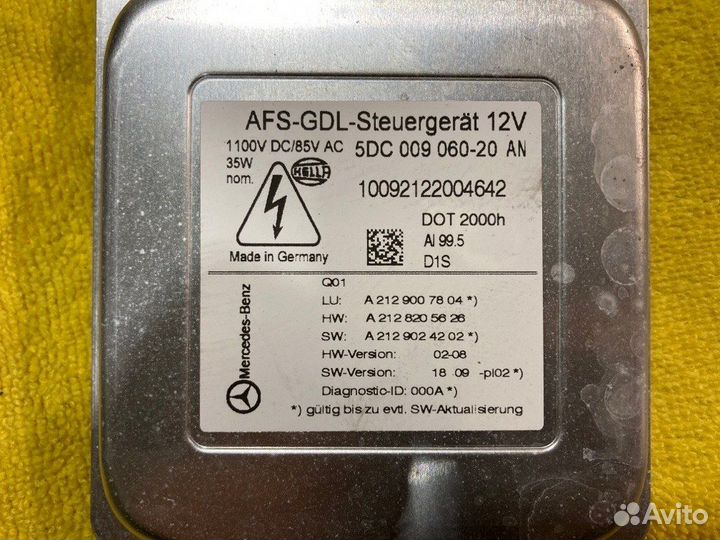 AFS-GDL-Steuergerät 12V
1100V DC/85V AC 5DC 009 060-20 AN
35W
nom.
HELLA
10092122004642
DOT 2000h
Al 99.5
D1S
Made in Germany
Mercedes-Benz
Q01
LU: A 212 900 78 04 *)
HW: A 212 820 56 26
SW: A 212 902 42 02 *)
HW-Version: 02-08
SW-Version: 18 .09 -pl02 *)
Diagnostic-ID: 000A *)
*) gültig bis zu evtl. SW-Aktualisierung
Avito